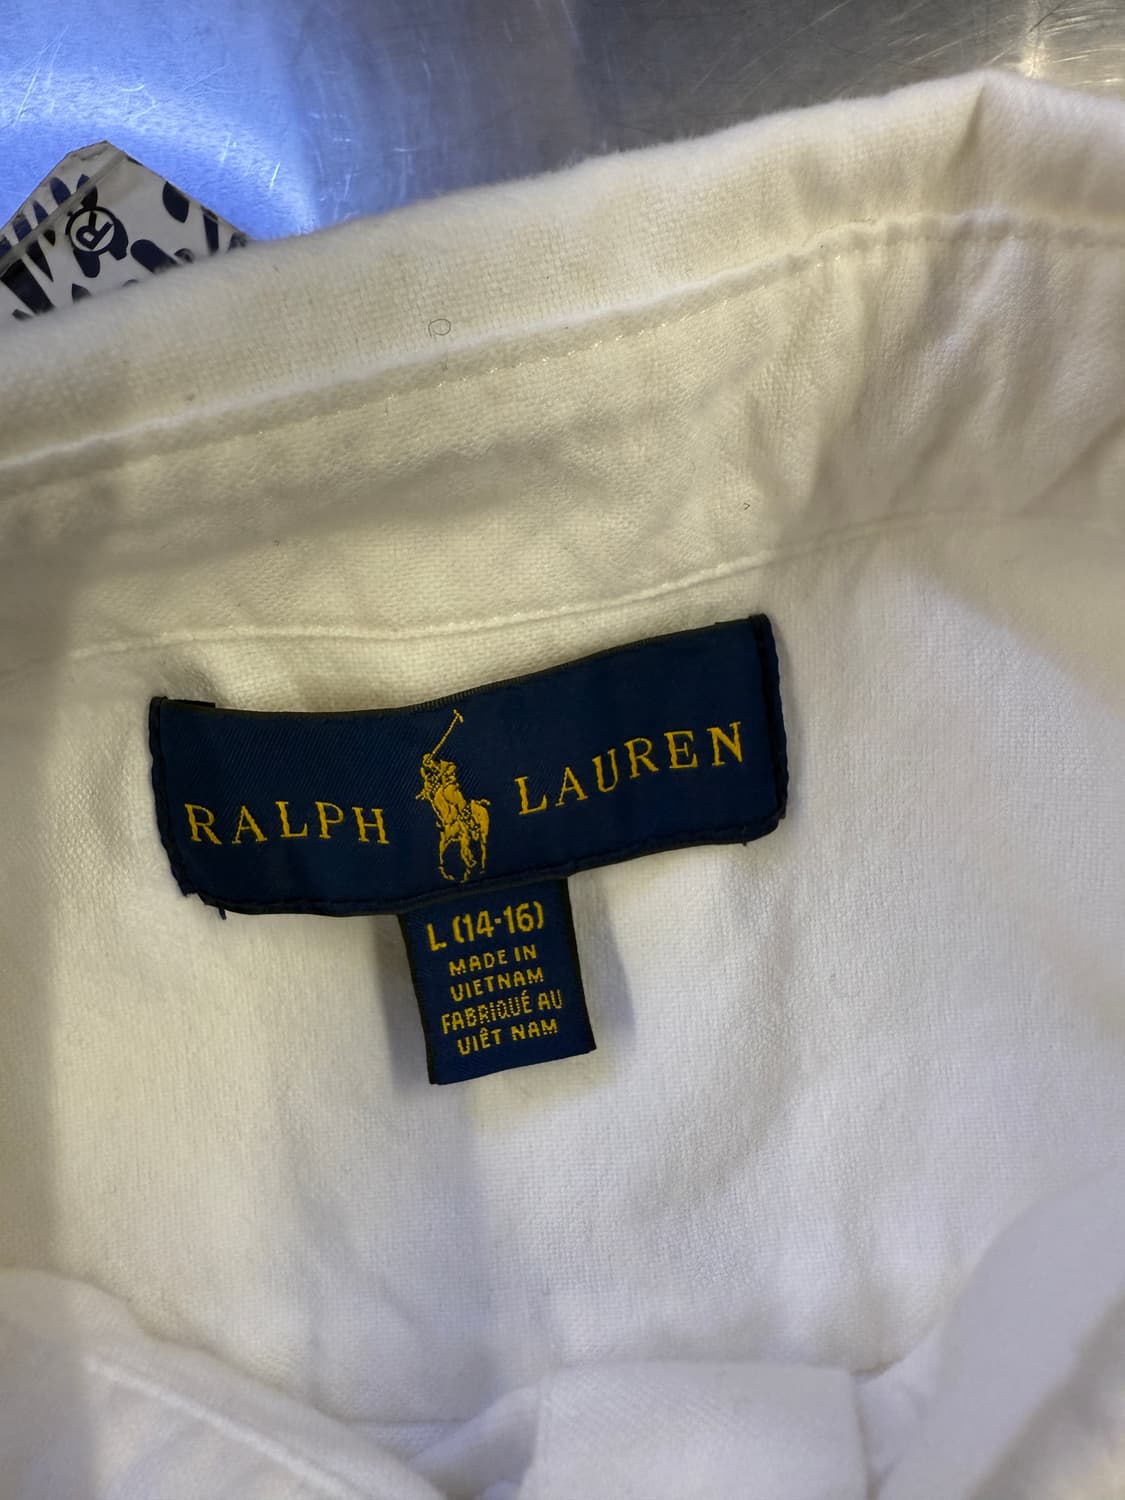 ®
RALPH LAUREN
L (14-16)
MADE IN
VIETNAM
FABRIQUÉ AU
VIÊT NAM